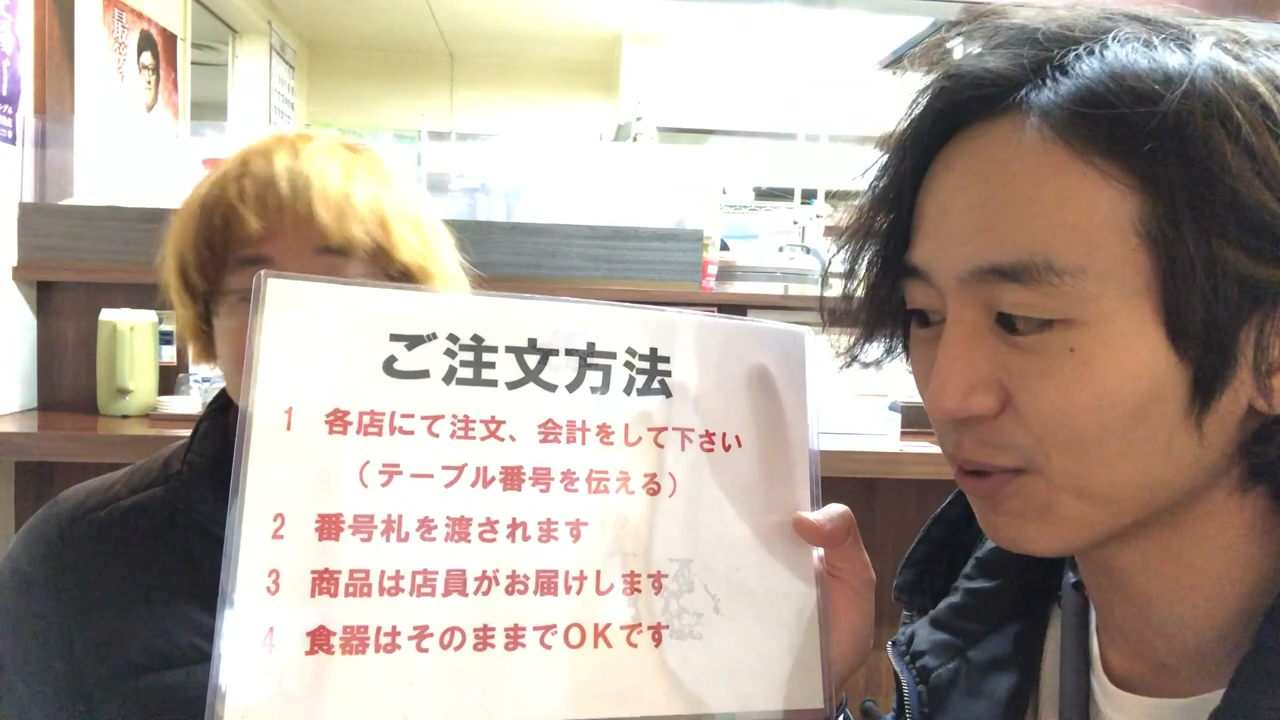 最
ご注文方法
1 各店にて注文、会計をして下さい
（テーブル番号を伝える）
2 番号札を渡されます
3 商品は店員がお届けします
4 食器はそのままでOKです